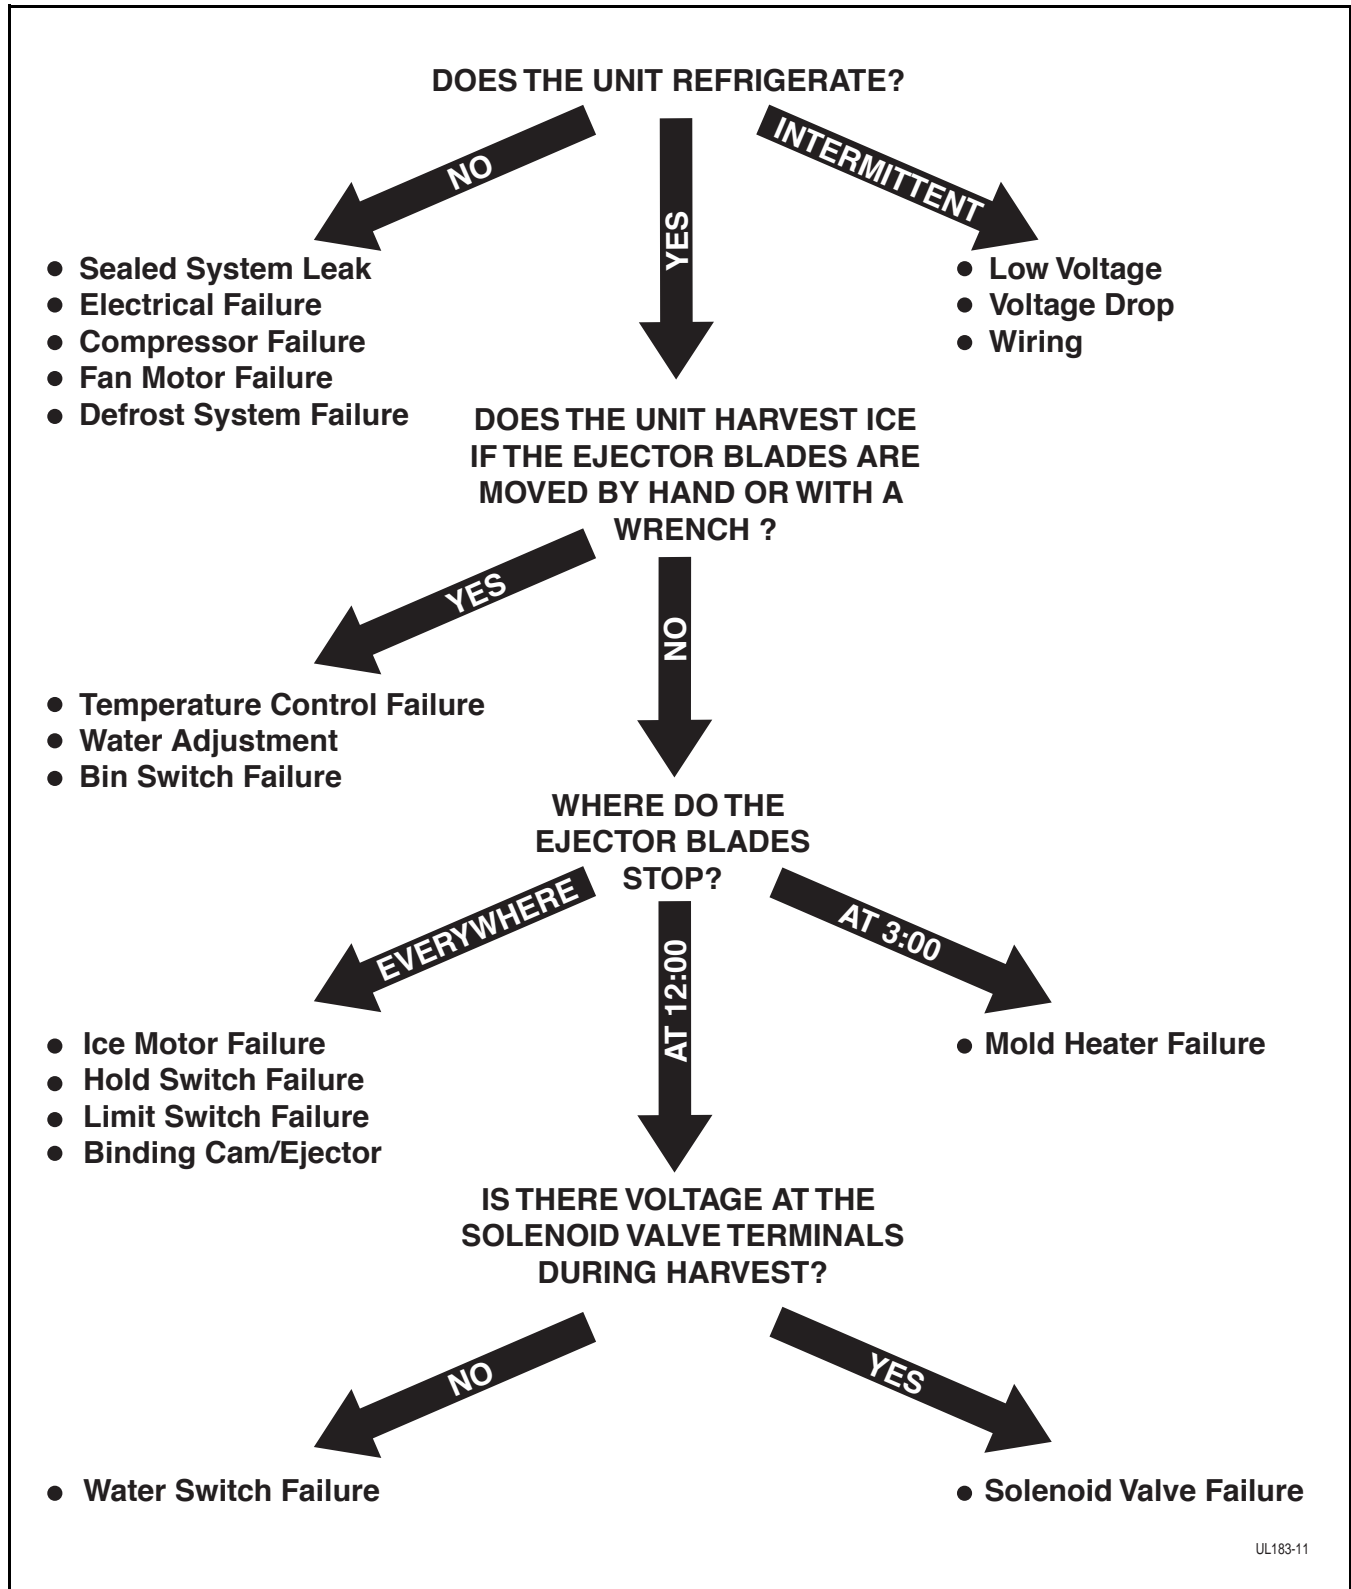 DOES THE UNIT REFRIGERATE?
NO
YES
INTERMITTENT
● Sealed System Leak
● Electrical Failure
● Compressor Failure
● Fan Motor Failure
● Defrost System Failure
● Low Voltage
● Voltage Drop
● Wiring
DOES THE UNIT HARVEST ICE
IF THE EJECTOR BLADES ARE
MOVED BY HAND OR WITH A
WRENCH ?
YES
NO
● Temperature Control Failure
● Water Adjustment
● Bin Switch Failure
WHERE DO THE
EJECTOR BLADES
STOP?
EVERYWHERE
AT 12:00
AT 3:00
● Ice Motor Failure
● Hold Switch Failure
● Limit Switch Failure
● Binding Cam/Ejector
● Mold Heater Failure
IS THERE VOLTAGE AT THE
SOLENOID VALVE TERMINALS
DURING HARVEST?
NO
YES
● Water Switch Failure
● Solenoid Valve Failure
UL183-11